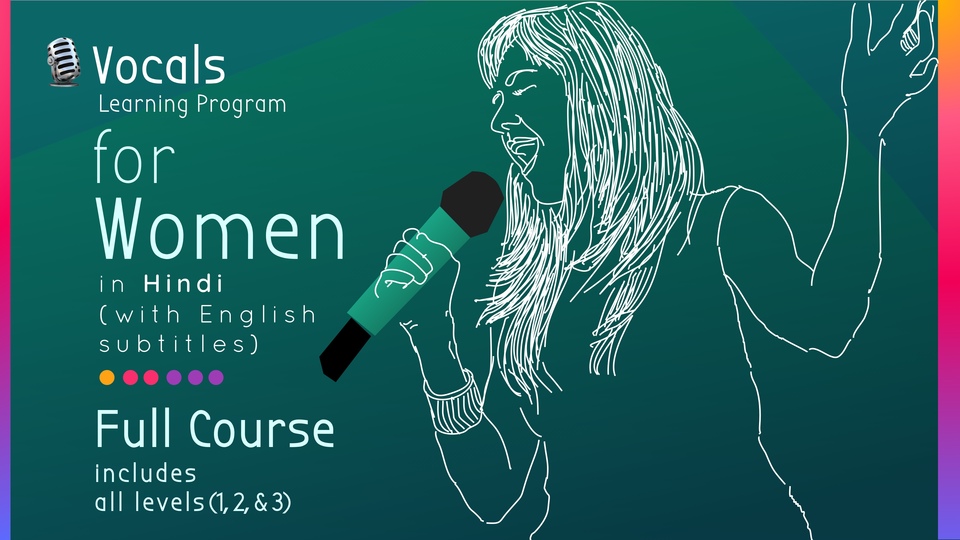 Vocals
Learning Program
for
Women
in Hindi
(with English
subtitles)
Full Course
includes
all levels(1, 2, & 3)